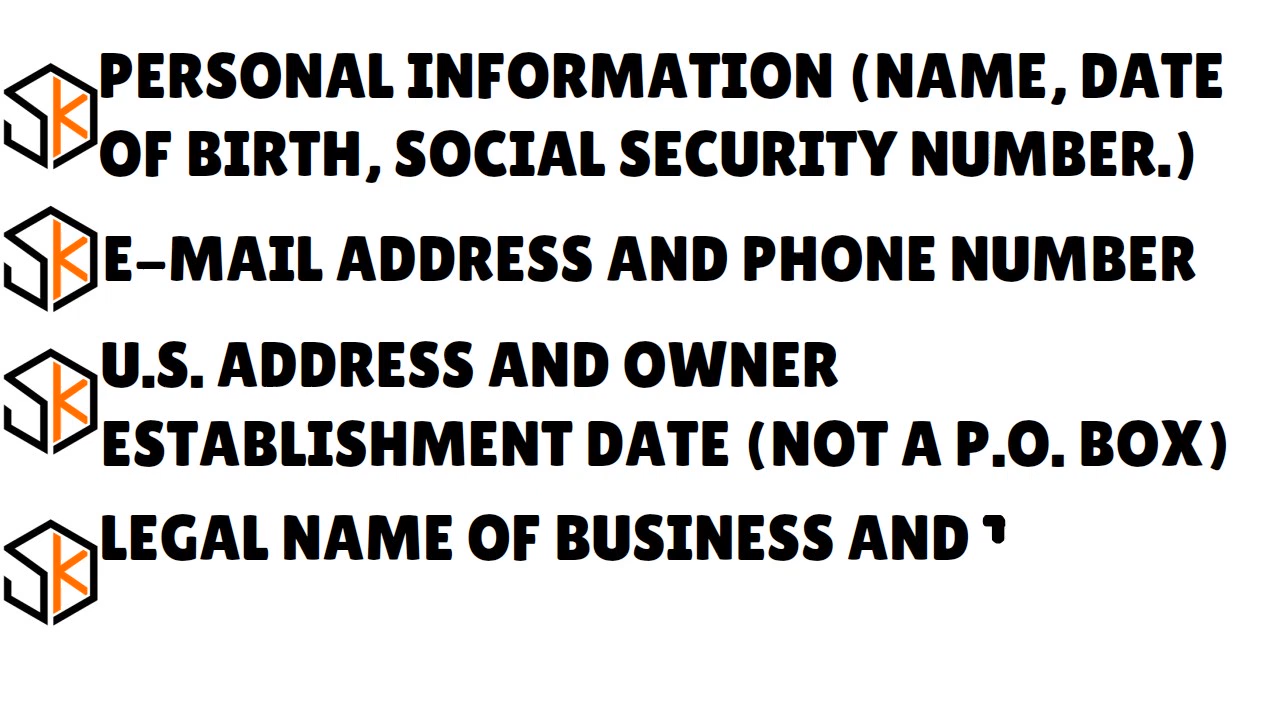 PERSONAL INFORMATION (NAME, DATE
OF BIRTH, SOCIAL SECURITY NUMBER.)
E-MAIL ADDRESS AND PHONE NUMBER
U.S. ADDRESS AND OWNER
ESTABLISHMENT DATE (NOT A P.O. BOX)
LEGAL NAME OF BUSINESS AND